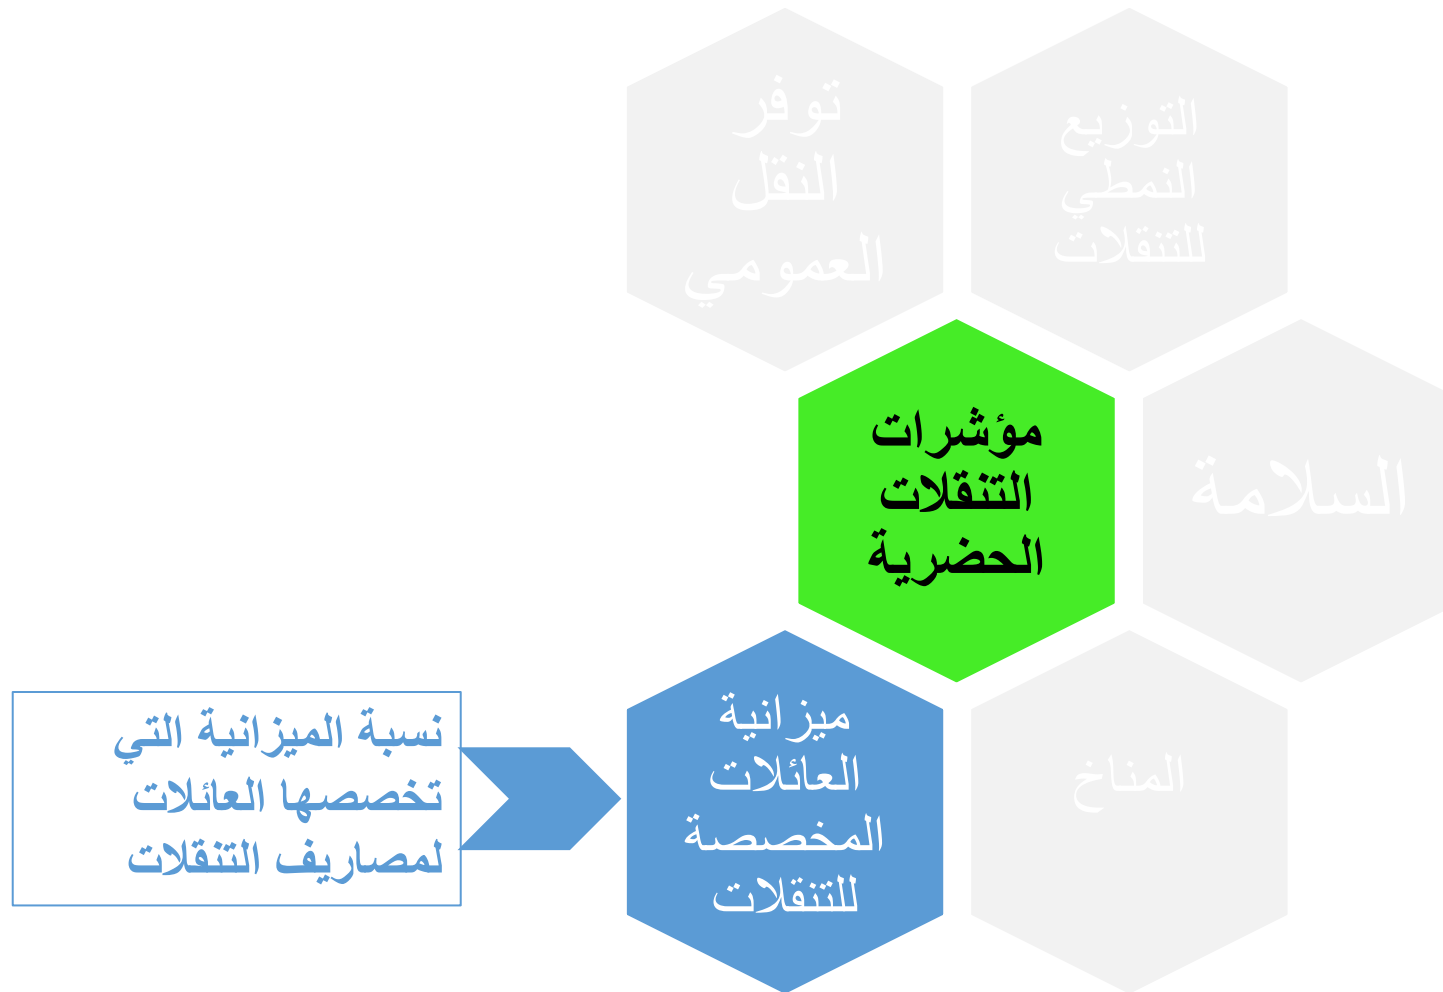 توفر
النقل
العمومي
التوزيع
النمطي
للتنقلات
مؤشرات
التنقلات
الحضرية
السلامة
ميزانية
العائلات
المخصصة
للتنقلات
المناخ
نسبة الميزانية التي
تخصصها العائلات
لمصاريف التنقلات